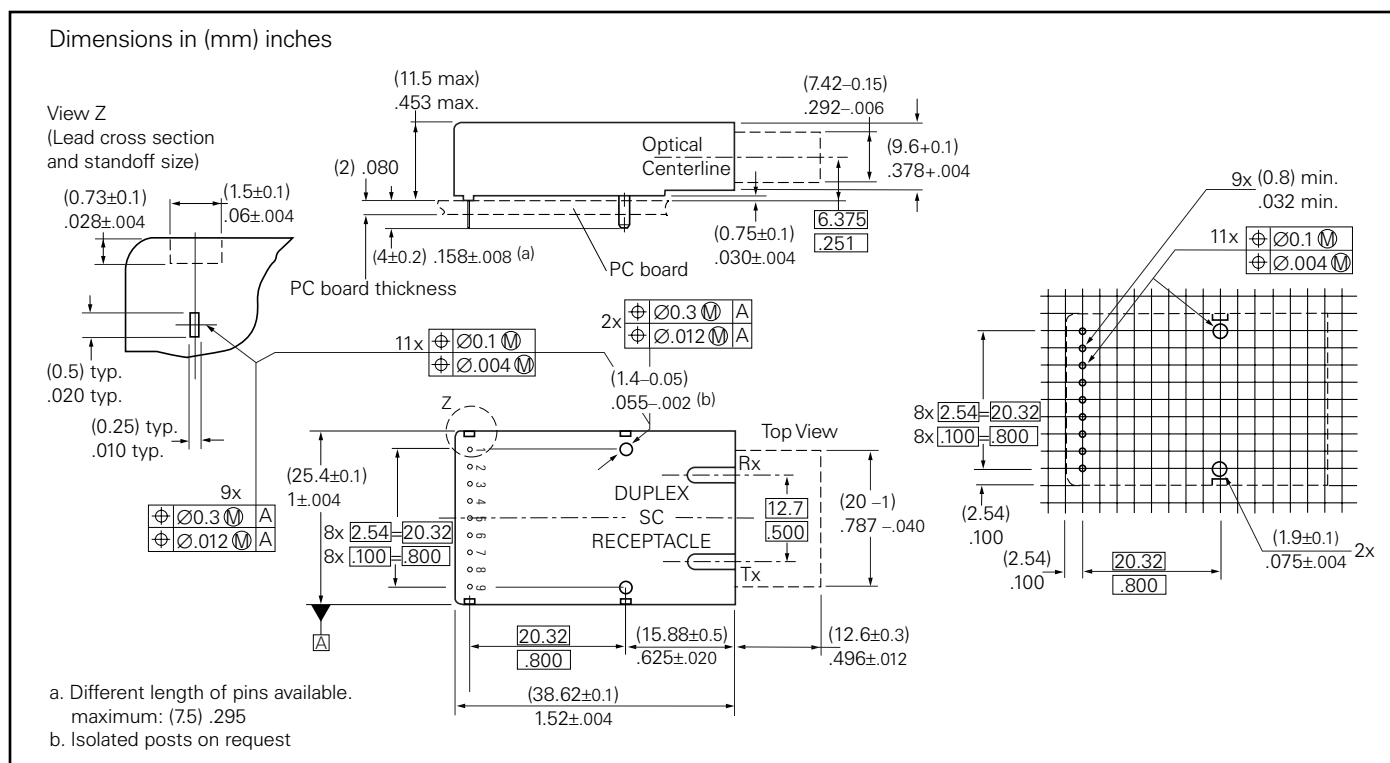 Dimensions in (mm) inches
View Z
(Lead cross section
and standoff size)
(0.73±0.1)
.028±.004
(1.5±0.1)
.06±.004
(0.5) typ.
.020 typ.
(0.25) typ.
.010 typ.
9x
⌖ Ø0.3 Ⓜ A
⌖ Ø.012 Ⓜ A
(11.5 max)
.453 max.
(2) .080
(4±0.2) .158±.008 (a)
PC board thickness
PC board
Optical
Centerline
(7.42–0.15)
.292–.006
(9.6+0.1)
.378+.004
6.375
.251
(0.75±0.1)
.030±.004
2x
⌖ Ø0.3 Ⓜ A
⌖ Ø.012 Ⓜ A
11x
⌖ Ø0.1 Ⓜ
⌖ Ø.004 Ⓜ
(1.4–0.05)
.055–.002 (b)
Z
Top View
(25.4±0.1)
1±.004
8x 2.54=20.32
8x .100=.800
1
2
3
4
5
6
7
8
9
Rx
DUPLEX
SC
RECEPTACLE
Tx
12.7
.500
(20 –1)
.787 –.040
A
20.32
.800
(15.88±0.5)
.625±.020
(12.6±0.3)
.496±.012
(38.62±0.1)
1.52±.004
9x (0.8) min.
.032 min.
11x
⌖ Ø0.1 Ⓜ
⌖ Ø.004 Ⓜ
8x 2.54=20.32
8x .100=.800
(2.54)
.100
(2.54)
.100
20.32
.800
(1.9±0.1)
.075±.004
2x
a. Different length of pins available.
maximum: (7.5) .295
b. Isolated posts on request